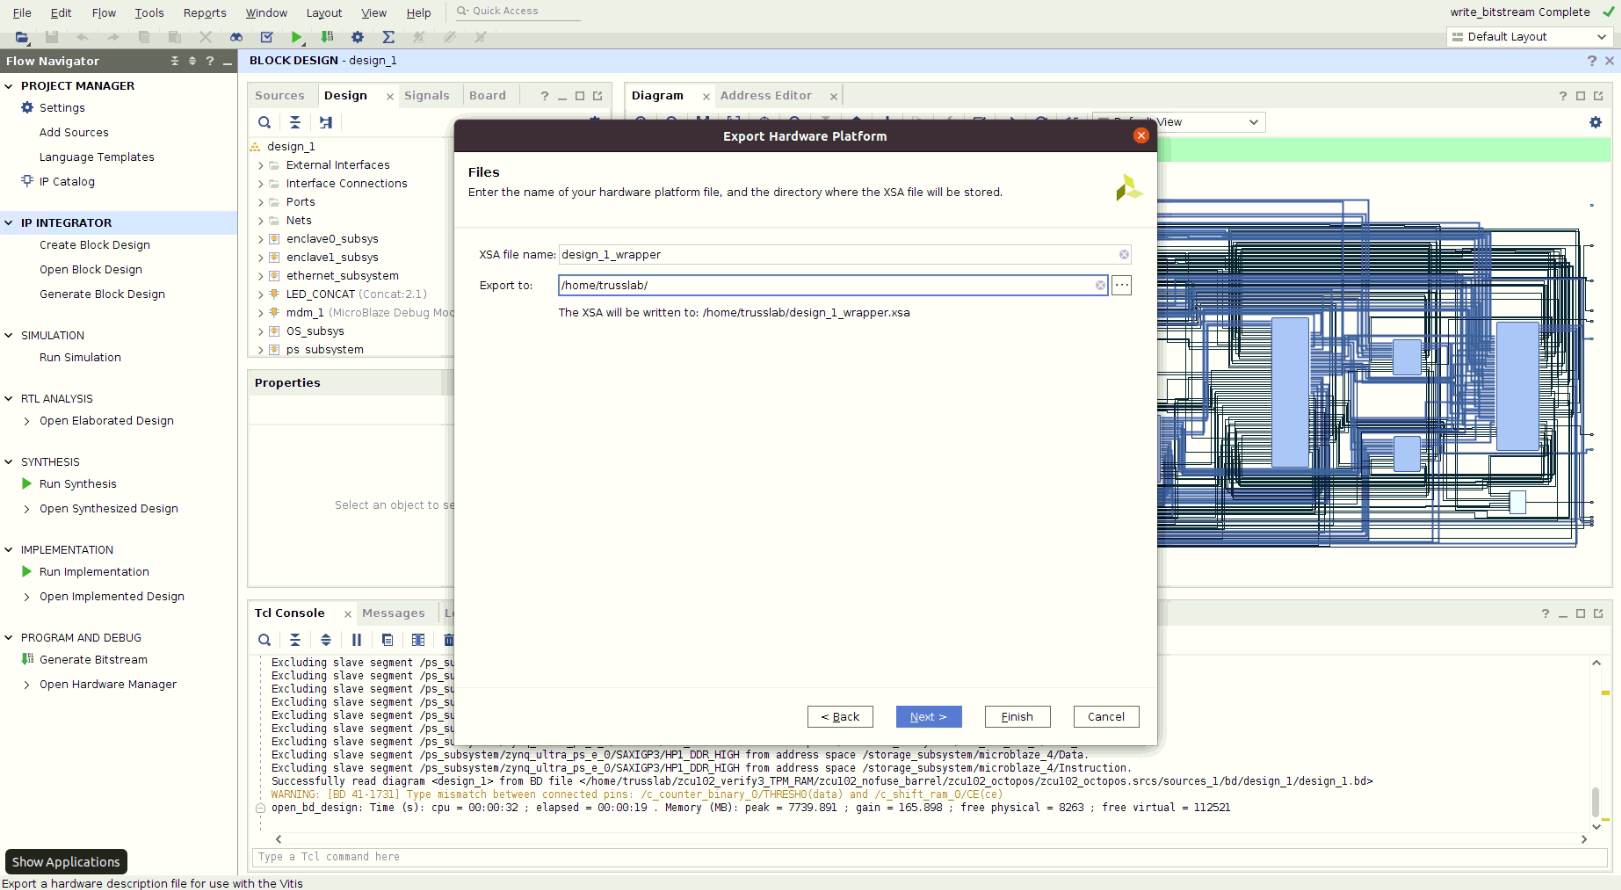 File Edit Flow Tools Reports Window Layout View Help Quick Access
write_bitstream Complete
Default Layout
Flow Navigator
PROJECT MANAGER
Settings
Add Sources
Language Templates
IP Catalog
IP INTEGRATOR
Create Block Design
Open Block Design
Generate Block Design
SIMULATION
Run Simulation
RTL ANALYSIS
Open Elaborated Design
SYNTHESIS
Run Synthesis
Open Synthesized Design
IMPLEMENTATION
Run Implementation
Open Implemented Design
PROGRAM AND DEBUG
Generate Bitstream
Open Hardware Manager
BLOCK DESIGN - design_1
Sources Design Signals Board
design_1
External Interfaces
Interface Connections
Ports
Nets
enclave0_subsys
enclave1_subsys
ethernet_subsystem
LED_CONCAT (Concat:2.1)
mdm_1 (MicroBlaze Debug Mod
OS_subsys
ps_subsystem
Properties
Select an object to se
Diagram Address Editor
View
Export Hardware Platform
Files
Enter the name of your hardware platform file, and the directory where the XSA file will be stored.
XSA file name: design_1_wrapper
Export to: /home/trusslab/
The XSA will be written to: /home/trusslab/design_1_wrapper.xsa
< Back Next > Finish Cancel
Tcl Console Messages
Excluding slave segment /ps_su
Excluding slave segment /ps_su
Excluding slave segment /ps_su
Excluding slave segment /ps_su
Excluding slave segment /ps_su
Excluding slave segment /ps_su
Excluding slave segment /ps_su
Excluding slave segment /ps_subsystem/zynq_ultra_ps_e_0/SAXIGP3/HP1_DDR_HIGH from address space /storage_subsystem/microblaze_4/Data.
Excluding slave segment /ps_subsystem/zynq_ultra_ps_e_0/SAXIGP3/HP1_DDR_HIGH from address space /storage_subsystem/microblaze_4/Instruction.
Successfully read diagram <design_1> from BD file </home/trusslab/zcu102_verify3_TPM_RAM/zcu102_nofuse_barrel/zcu102_octopos/zcu102_octopos.srcs/sources_1/bd/design_1/design_1.bd>
WARNING: [BD 41-1731] Type mismatch between connected pins: /c_counter_binary_0/THRESH0(data) and /c_shift_ram_0/CE(ce)
open_bd_design: Time (s): cpu = 00:00:32 ; elapsed = 00:00:19 . Memory (MB): peak = 7739.891 ; gain = 165.898 ; free physical = 8263 ; free virtual = 112521
Type a Tcl command here
Show Applications
Export a hardware description file for use with the Vitis